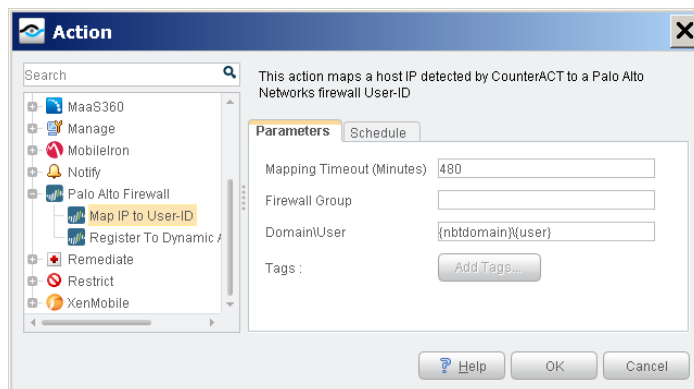 Action
Search
MaaS360
Manage
MobileIron
Notify
Palo Alto Firewall
Map IP to User-ID
Register To Dynamic A
Remediate
Restrict
XenMobile
This action maps a host IP detected by CounterACT to a Palo Alto
Networks firewall User-ID
Parameters Schedule
Mapping Timeout (Minutes) 480
Firewall Group
Domain\User {nbtdomain}\{user}
Tags : Add Tags...
Help OK Cancel